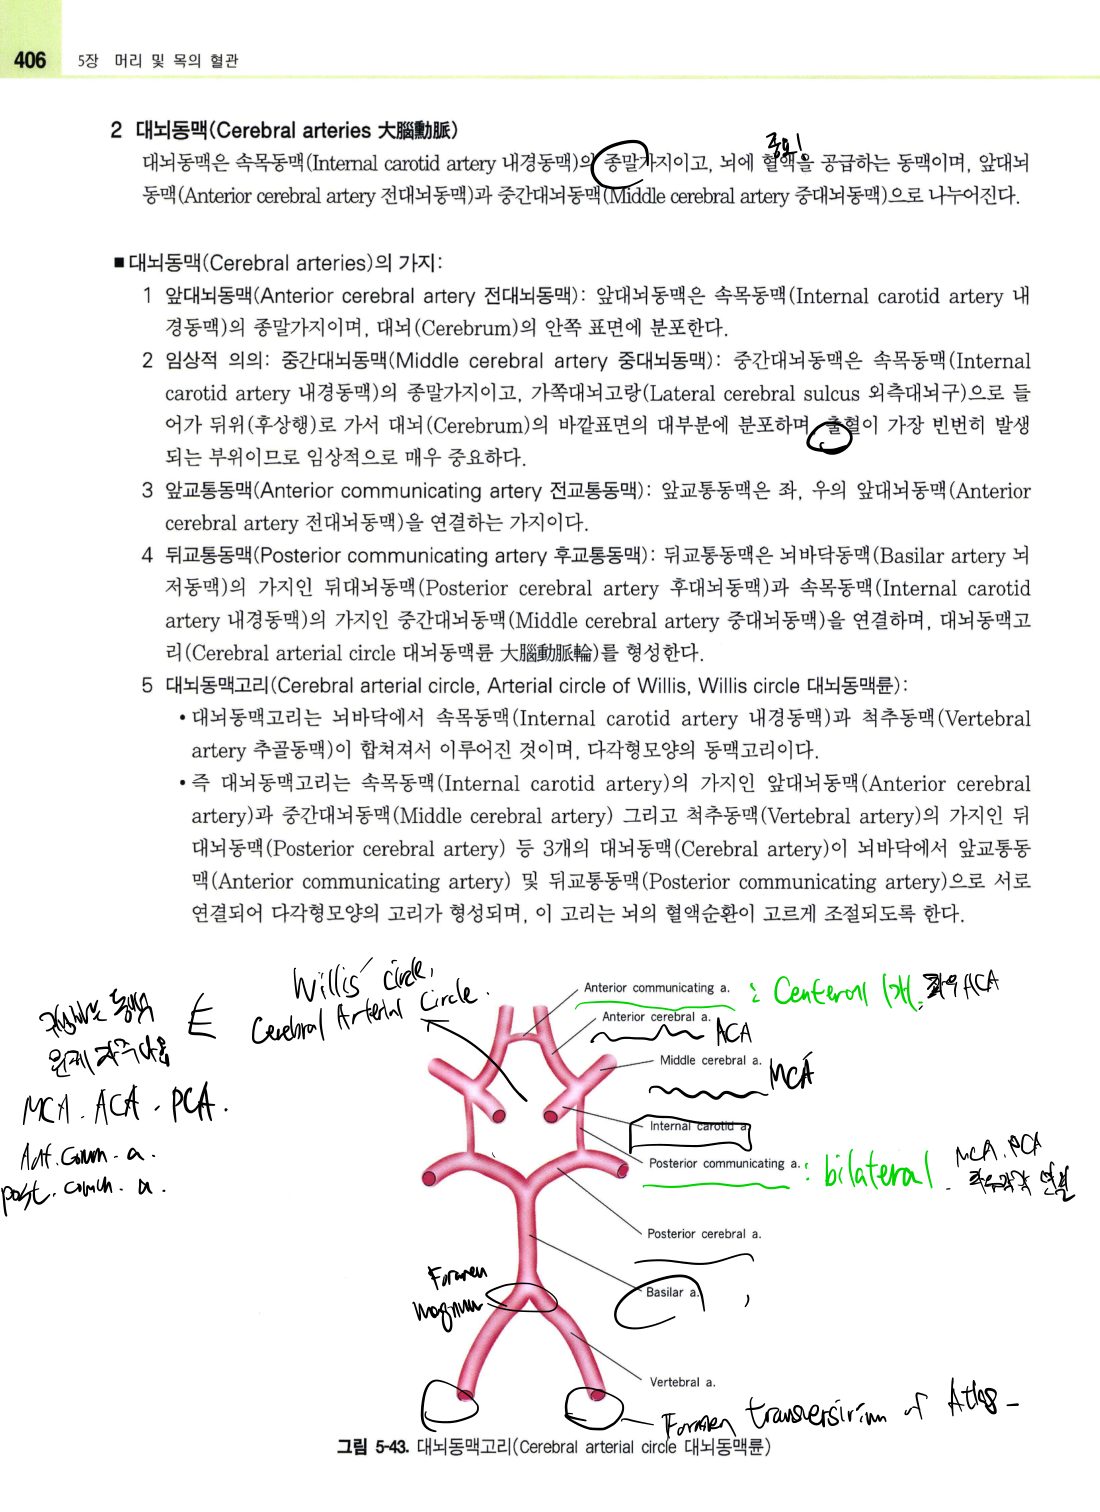 406 5장 머리 및 목의 혈관
2 대뇌동맥(Cerebral arteries 大腦動脈)
중요!
대뇌동맥은 속목동맥(Internal carotid artery 내경동맥)의 종말가지이고, 뇌에 혈액을 공급하는 동맥이며, 앞대뇌
동맥(Anterior cerebral artery 전대뇌동맥)과 중간대뇌동맥(Middle cerebral artery 중대뇌동맥)으로 나누어진다.
■ 대뇌동맥(Cerebral arteries)의 가지:
1 앞대뇌동맥(Anterior cerebral artery 전대뇌동맥): 앞대뇌동맥은 속목동맥(Internal carotid artery 내
경동맥)의 종말가지이며, 대뇌(Cerebrum)의 안쪽 표면에 분포한다.
2 임상적 의의: 중간대뇌동맥(Middle cerebral artery 중대뇌동맥): 중간대뇌동맥은 속목동맥(Internal
carotid artery 내경동맥)의 종말가지이고, 가쪽대뇌고랑(Lateral cerebral sulcus 외측대뇌구)으로 들
어가 뒤위(후상행)로 가서 대뇌(Cerebrum)의 바깥표면의 대부분에 분포하며, 출혈이 가장 빈번히 발생
되는 부위이므로 임상적으로 매우 중요하다.
3 앞교통동맥(Anterior communicating artery 전교통동맥): 앞교통동맥은 좌, 우의 앞대뇌동맥(Anterior
cerebral artery 전대뇌동맥)을 연결하는 가지이다.
4 뒤교통동맥(Posterior communicating artery 후교통동맥): 뒤교통동맥은 뇌바닥동맥(Basilar artery 뇌
저동맥)의 가지인 뒤대뇌동맥(Posterior cerebral artery 후대뇌동맥)과 속목동맥(Internal carotid
artery 내경동맥)의 가지인 중간대뇌동맥(Middle cerebral artery 중대뇌동맥)을 연결하며, 대뇌동맥고
리(Cerebral arterial circle 대뇌동맥륜 大腦動脈輪)를 형성한다.
5 대뇌동맥고리(Cerebral arterial circle, Arterial circle of Willis, Willis circle 대뇌동맥륜):
• 대뇌동맥고리는 뇌바닥에서 속목동맥(Internal carotid artery 내경동맥)과 척추동맥(Vertebral
artery 추골동맥)이 합쳐져서 이루어진 것이며, 다각형모양의 동맥고리이다.
• 즉 대뇌동맥고리는 속목동맥(Internal carotid artery)의 가지인 앞대뇌동맥(Anterior cerebral
artery)과 중간대뇌동맥(Middle cerebral artery) 그리고 척추동맥(Vertebral artery)의 가지인 뒤
대뇌동맥(Posterior cerebral artery) 등 3개의 대뇌동맥(Cerebral artery)이 뇌바닥에서 앞교통동
맥(Anterior communicating artery) 및 뒤교통동맥(Posterior communicating artery)으로 서로
연결되어 다각형모양의 고리가 형성되며, 이 고리는 뇌의 혈액순환이 고르게 조절되도록 한다.
Willis' circle,
Cerebral Arterial Circle.
동맥
MCA. ACA. PCA.
Ant. Comm. a.
post. comm. a.
Anterior communicating a. : 1개, 좌우 ACA
Anterior cerebral a.
ACA
Middle cerebral a.
MCA
Internal carotid a.
Posterior communicating a. : bilateral. MCA. PCA
좌우각각 연결
Posterior cerebral a.
Foramen
magnum
Basilar a.
Vertebral a.
Foramen transversarium of Atlas
그림 5-43. 대뇌동맥고리(Cerebral arterial circle 대뇌동맥륜)